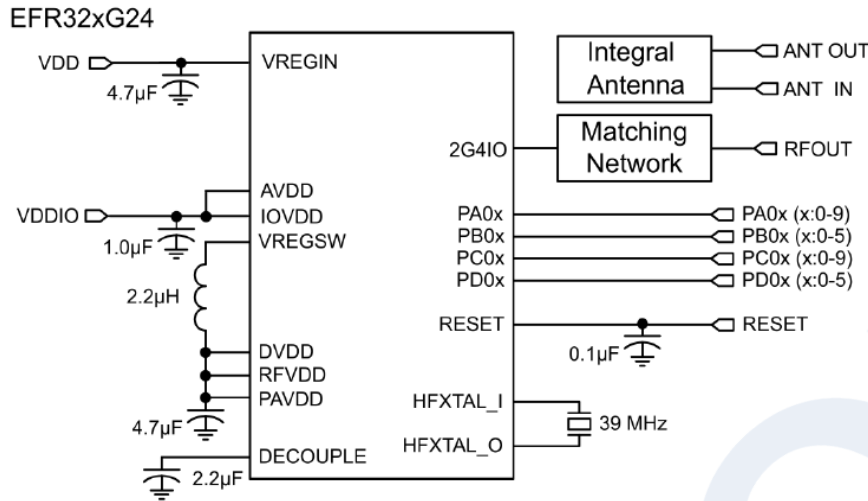 EFR32xG24
VDD
4.7µF
VREGIN
Integral
Antenna
ANT OUT
ANT IN
2G4IO
Matching
Network
RFOUT
VDDIO
1.0µF
AVDD
IOVDD
VREGSW
2.2µH
PA0x
PB0x
PC0x
PD0x
PA0x (x:0-9)
PB0x (x:0-5)
PC0x (x:0-9)
PD0x (x:0-5)
RESET
0.1µF
RESET
DVDD
RFVDD
PAVDD
4.7µF
HFXTAL_I
HFXTAL_O
39 MHz
DECOUPLE
2.2µF